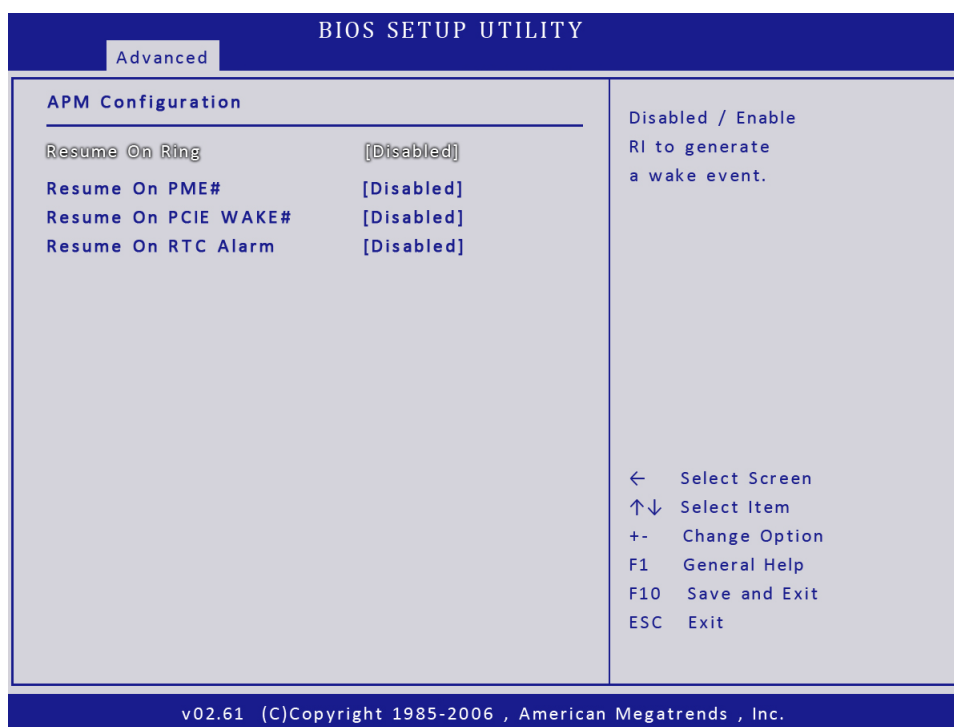 BIOS SETUP UTILITY
Advanced
APM Configuration
Resume On Ring [Disabled]
Resume On PME# [Disabled]
Resume On PCIE WAKE# [Disabled]
Resume On RTC Alarm [Disabled]
Disabled / Enable
RI to generate
a wake event.
← Select Screen
↑↓ Select Item
+- Change Option
F1 General Help
F10 Save and Exit
ESC Exit
v02.61 (C)Copyright 1985-2006 , American Megatrends , Inc.